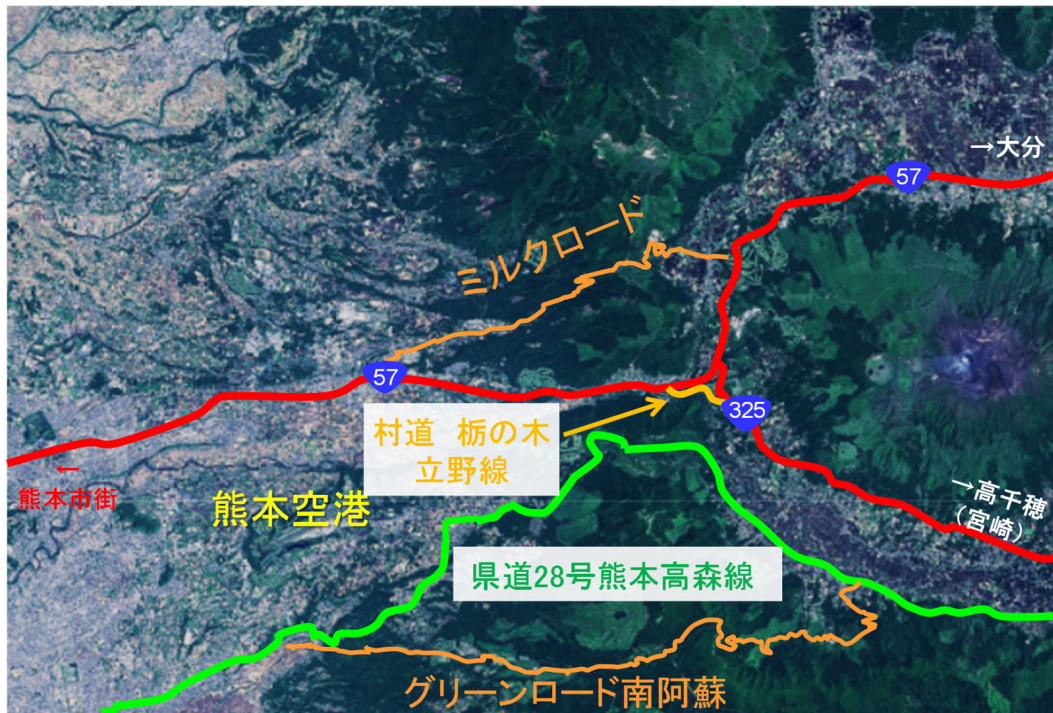 →大分
57
ミルクロード
57
325
村道 栃の木
立野線
←
熊本市街
熊本空港
→高千穂
(宮崎)
県道28号熊本高森線
グリーンロード南阿蘇